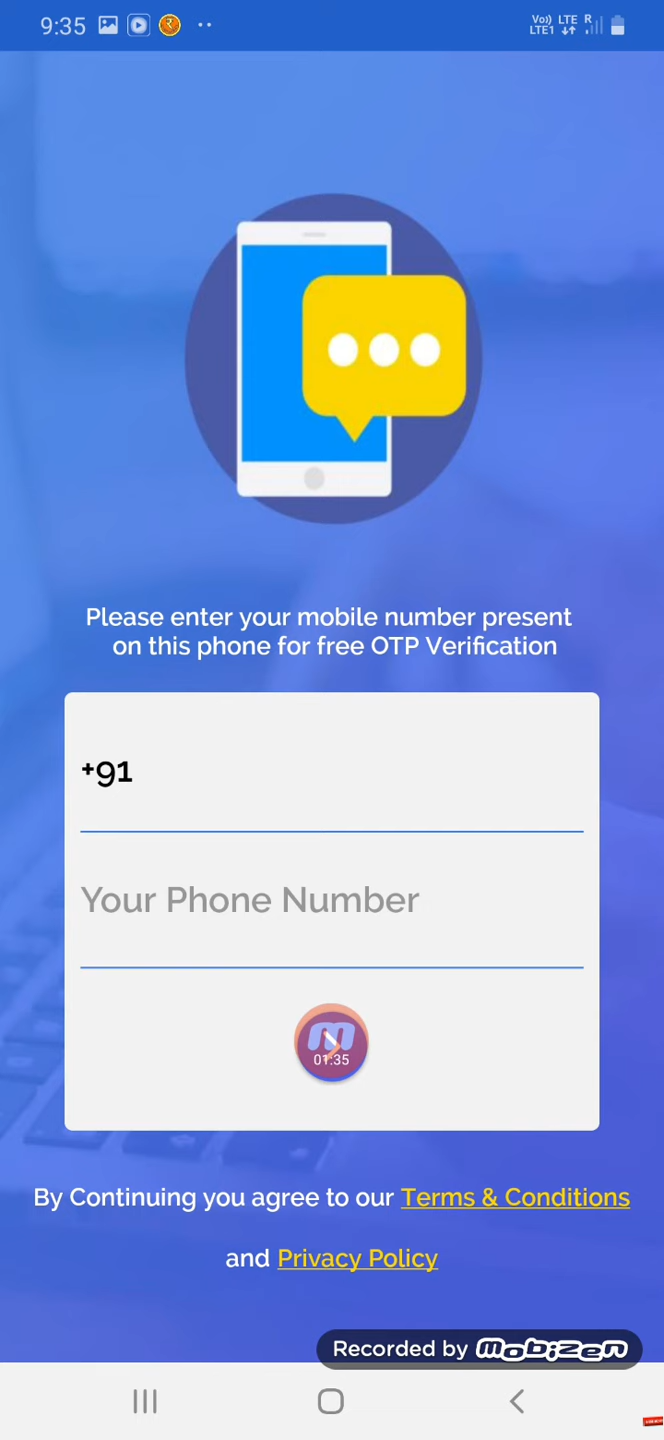 9:35
Vo)) LTE R
LTE1
Please enter your mobile number present
on this phone for free OTP Verification
+91
Your Phone Number
m
01:35
By Continuing you agree to our Terms & Conditions
and Privacy Policy
Recorded by mobizen